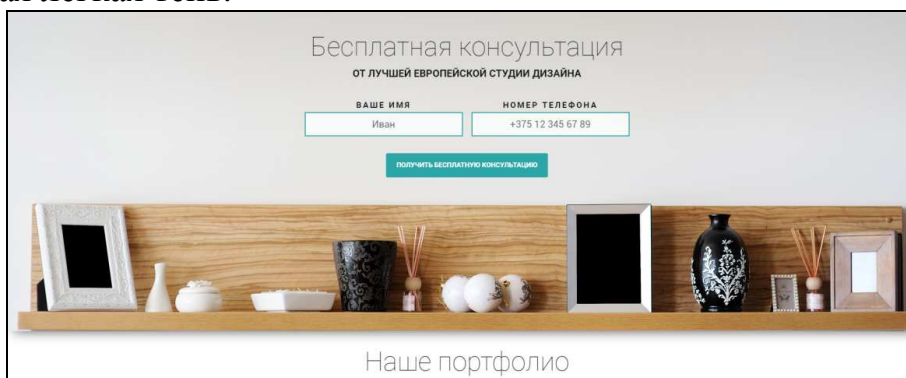 Бесплатная консультация
ОТ ЛУЧШЕЙ ЕВРОПЕЙСКОЙ СТУДИИ ДИЗАЙНА
ВАШЕ ИМЯ НОМЕР ТЕЛЕФОНА
Иван +375 12 345 67 89
ПОЛУЧИТЬ БЕСПЛАТНУЮ КОНСУЛЬТАЦИЮ
Наше портфолио